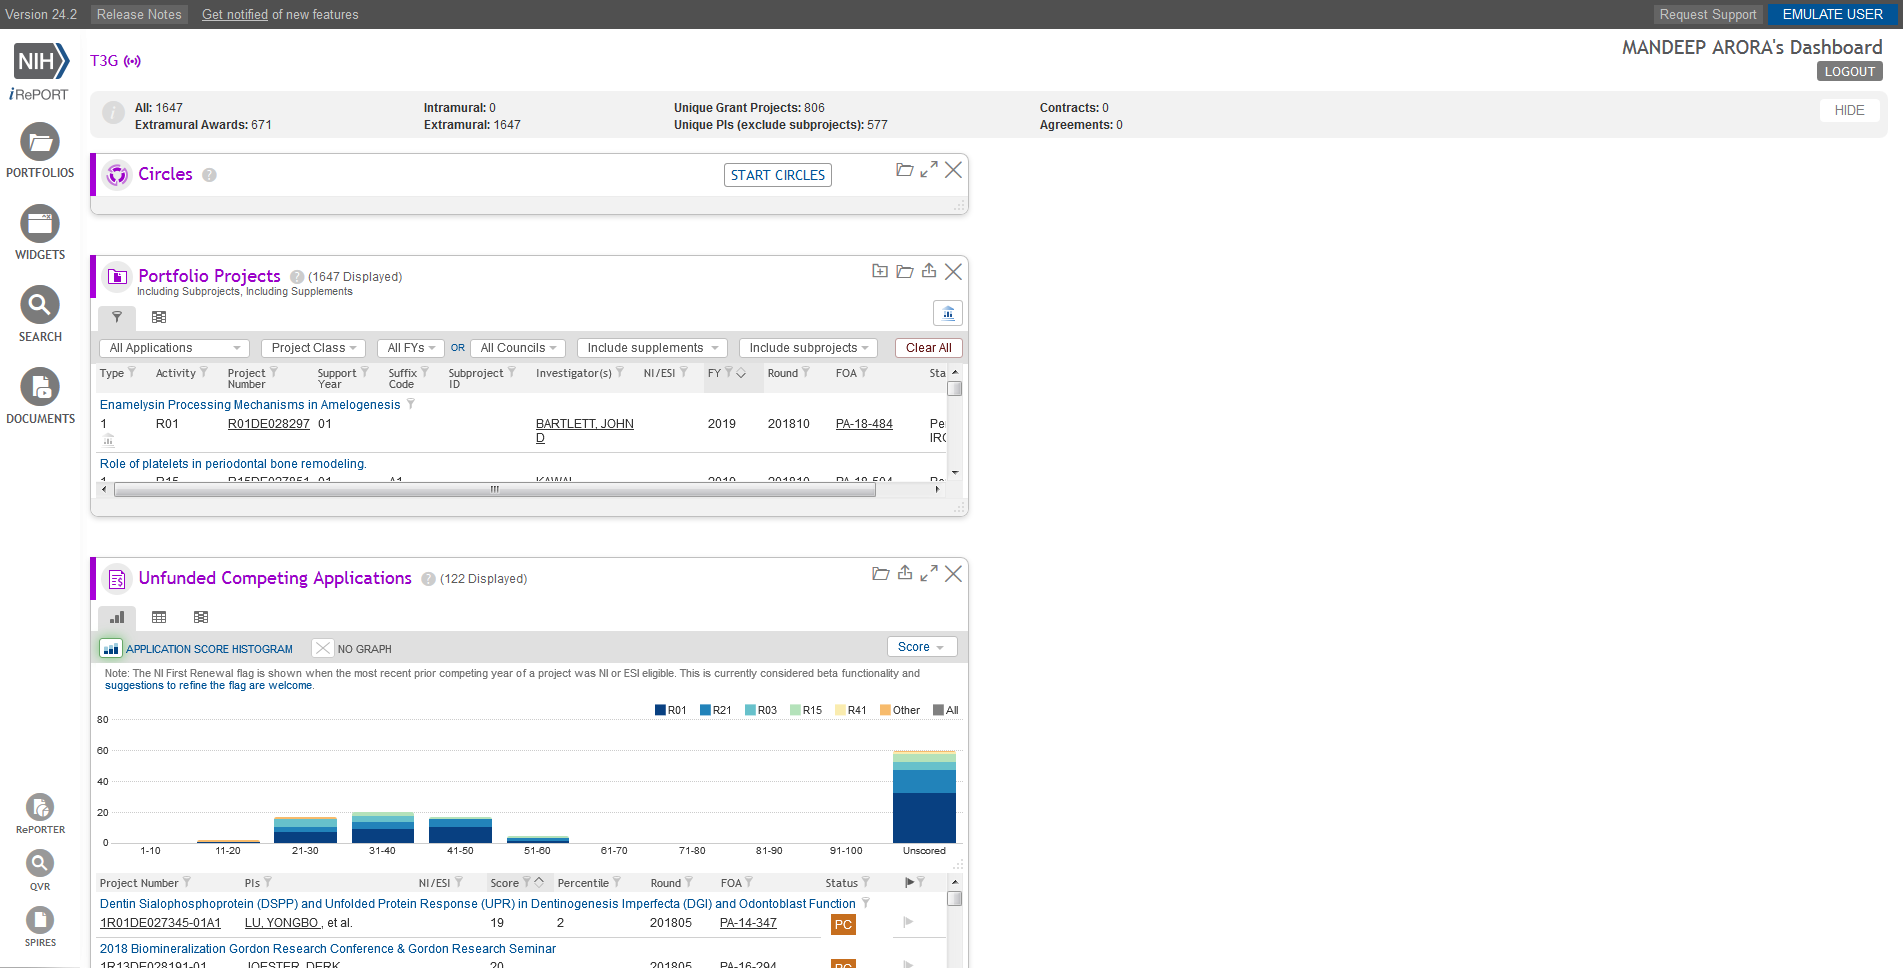 Version 24.2 Release Notes Get notified of new features Request Support EMULATE USER
NIH
iRePORT
PORTFOLIOS
WIDGETS
SEARCH
DOCUMENTS
RePORTER
QVR
SPIRES
T3G
MANDEEP ARORA's Dashboard
LOGOUT
All: 1647 Intramural: 0 Unique Grant Projects: 806 Contracts: 0
Extramural Awards: 671 Extramural: 1647 Unique PIs (exclude subprojects): 577 Agreements: 0
HIDE
Circles ? START CIRCLES
Portfolio Projects ? (1647 Displayed)
Including Subprojects, Including Supplements
All Applications Project Class All FYs OR All Councils Include supplements Include subprojects Clear All
Type Activity Project Number Support Year Suffix Code Subproject ID Investigator(s) NI/ESI FY Round FOA Sta
Enamelysin Processing Mechanisms in Amelogenesis
1 R01 R01DE028297 01 BARTLETT, JOHN D 2019 201810 PA-18-484 Pe IRC
Role of platelets in periodontal bone remodeling.
1 R15 R15DE027851 01 A1 KAWAI 2019 201810 PA-18-504 Pe
Unfunded Competing Applications ? (122 Displayed)
APPLICATION SCORE HISTOGRAM NO GRAPH Score
Note: The NI First Renewal flag is shown when the most recent prior competing year of a project was NI or ESI eligible. This is currently considered beta functionality and
suggestions to refine the flag are welcome.
R01 R21 R03 R15 R41 Other All
80
60
40
20
0
1-10 11-20 21-30 31-40 41-50 51-60 61-70 71-80 81-90 91-100 Unscored
Project Number PIs NI/ESI Score Percentile Round FOA Status
Dentin Sialophosphoprotein (DSPP) and Unfolded Protein Response (UPR) in Dentinogenesis Imperfecta (DGI) and Odontoblast Function
1R01DE027345-01A1 LU, YONGBO , et al. 19 2 201805 PA-14-347 PC
2018 Biomineralization Gordon Research Conference & Gordon Research Seminar
1R13DE028191-01 JOESTER, DERK 20 201805 PA-16-294 PC